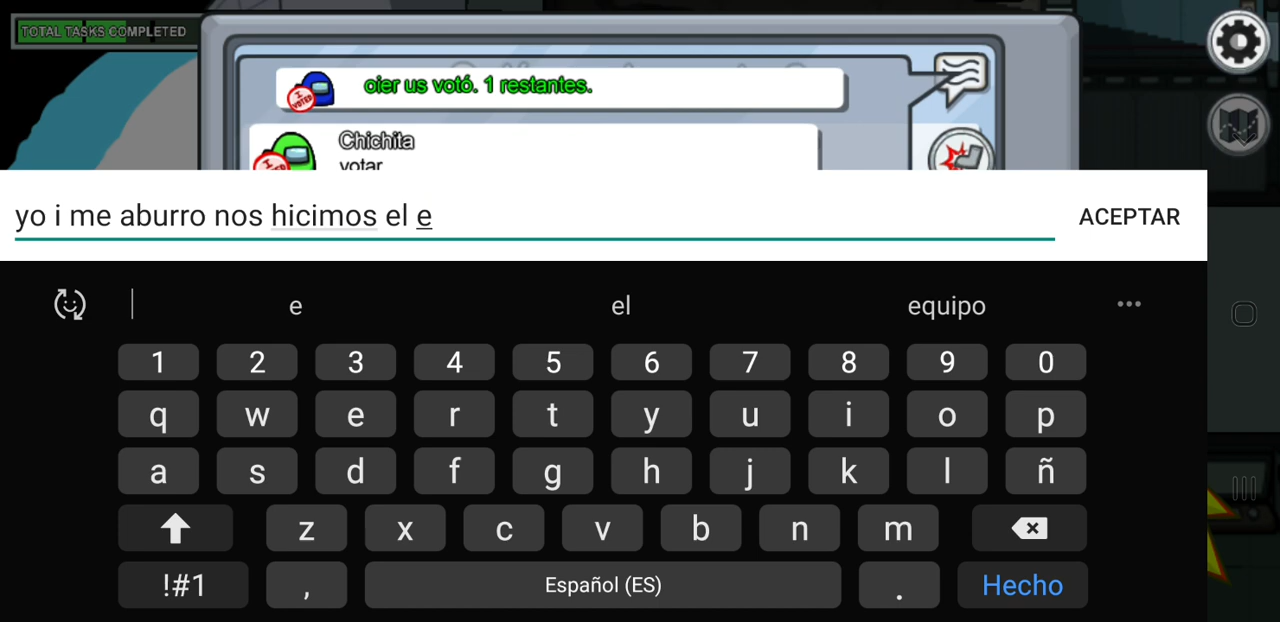 TOTAL TASKS COMPLETED
oier us votó. 1 restantes.
I VOTED
Chichita
votar
yo i me aburro nos hicimos el e
ACEPTAR
e el equipo
1 2 3 4 5 6 7 8 9 0
q w e r t y u i o p
a s d f g h j k l ñ
z x c v b n m
!#1 , Español (ES) . Hecho